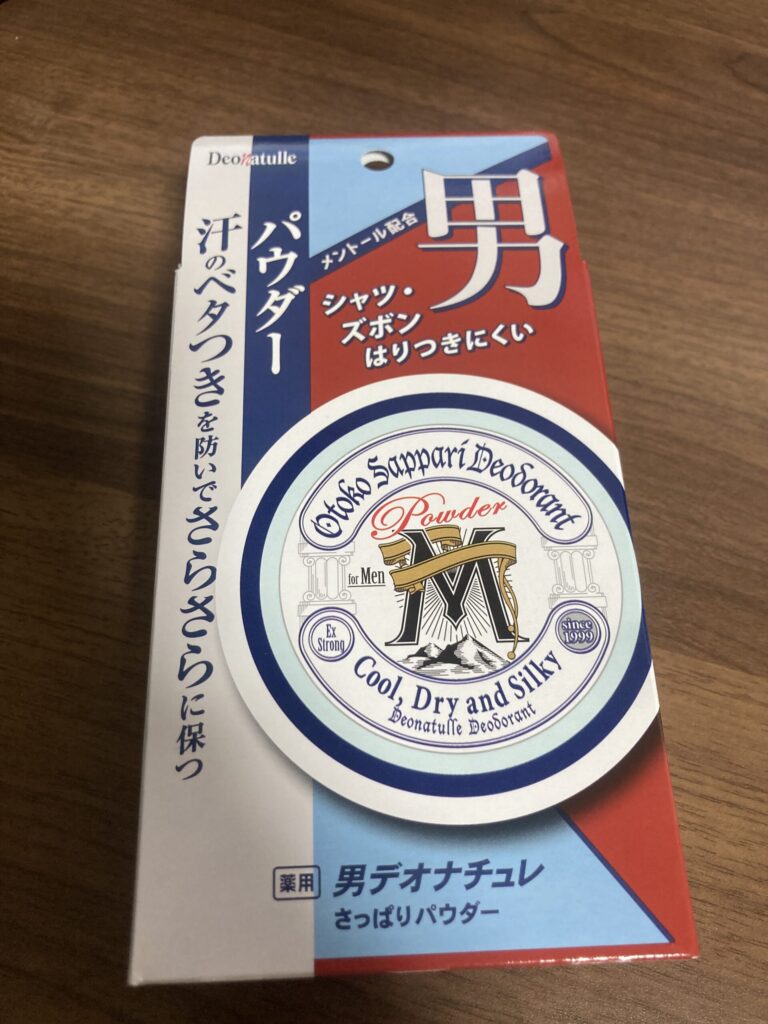 Deonatulle
パウダー
汗のベタつきを防いでさらさらに保つ
メントール配合
男
シャツ・
ズボン
はりつきにくい
Otoko Sappari Deodorant
Powder
M
for Men
Ex
Strong
since
1999
Cool, Dry and Silky
Deonatulle Deodorant
薬用
男デオナチュレ
さっぱりパウダー